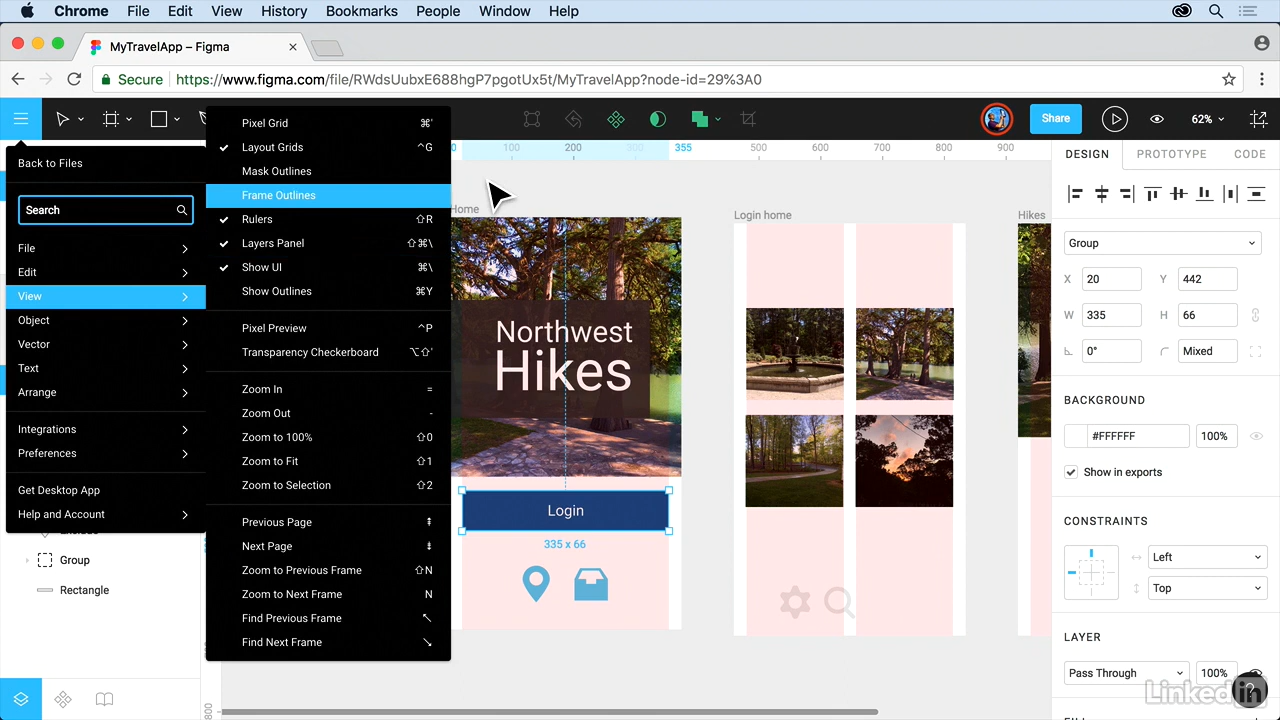 Chrome File Edit View History Bookmarks People Window Help
MyTravelApp – Figma
Secure https://www.figma.com/file/RWdsUubxE688hgP7pgotUx5t/MyTravelApp?node-id=29%3A0
Share
62%
Back to Files
Search
File
Edit
View
Object
Vector
Text
Arrange
Integrations
Preferences
Get Desktop App
Help and Account
Group
Rectangle
Pixel Grid ⌘'
Layout Grids ^G
Mask Outlines
Frame Outlines
Rulers ⇧R
Layers Panel ⇧⌘\
Show UI ⌘\
Show Outlines ⌘Y
Pixel Preview ^P
Transparency Checkerboard ⌥⇧'
Zoom In =
Zoom Out -
Zoom to 100% ⇧0
Zoom to Fit ⇧1
Zoom to Selection ⇧2
Previous Page ⇞
Next Page ⇟
Zoom to Previous Frame ⇧N
Zoom to Next Frame N
Find Previous Frame ↖
Find Next Frame ↘
0 100 200 300 355 500 600 700 800 900
800
Home
Northwest
Hikes
Login
335 x 66
Login home
Hikes
DESIGN PROTOTYPE CODE
Group
X 20 Y 442
W 335 H 66
0° Mixed
BACKGROUND
#FFFFFF 100%
Show in exports
CONSTRAINTS
Left
Top
LAYER
Pass Through 100%
?
Linked in